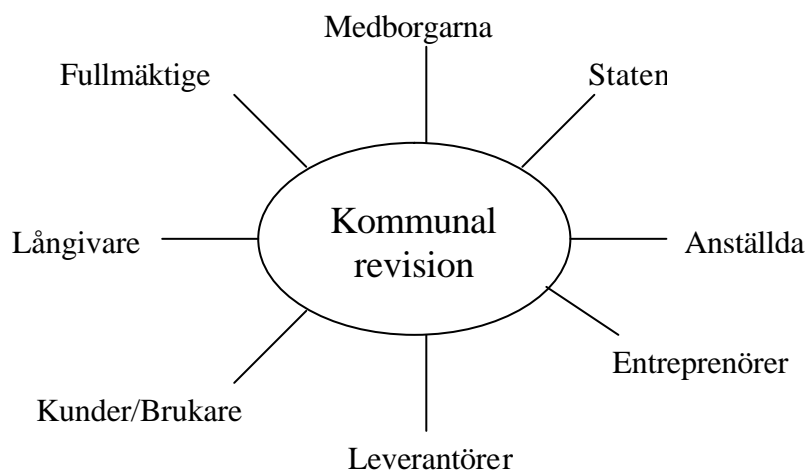 Medborgarna
Fullmäktige
Staten
Kommunal
revision
Långivare
Anställda
Entreprenörer
Kunder/Brukare
Leverantörer